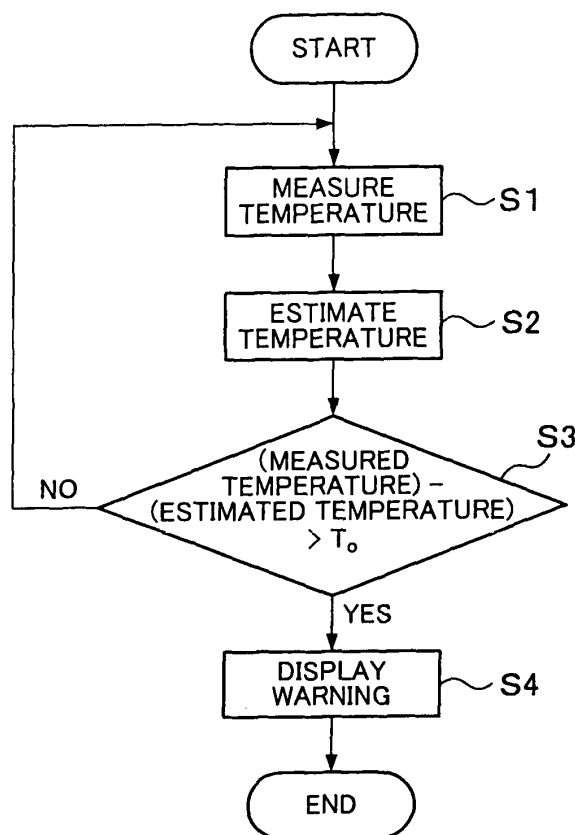 START
MEASURE
TEMPERATURE
S1
ESTIMATE
TEMPERATURE
S2
S3
(MEASURED
TEMPERATURE) –
(ESTIMATED TEMPERATURE)
> T₀
NO
YES
DISPLAY
WARNING
S4
END